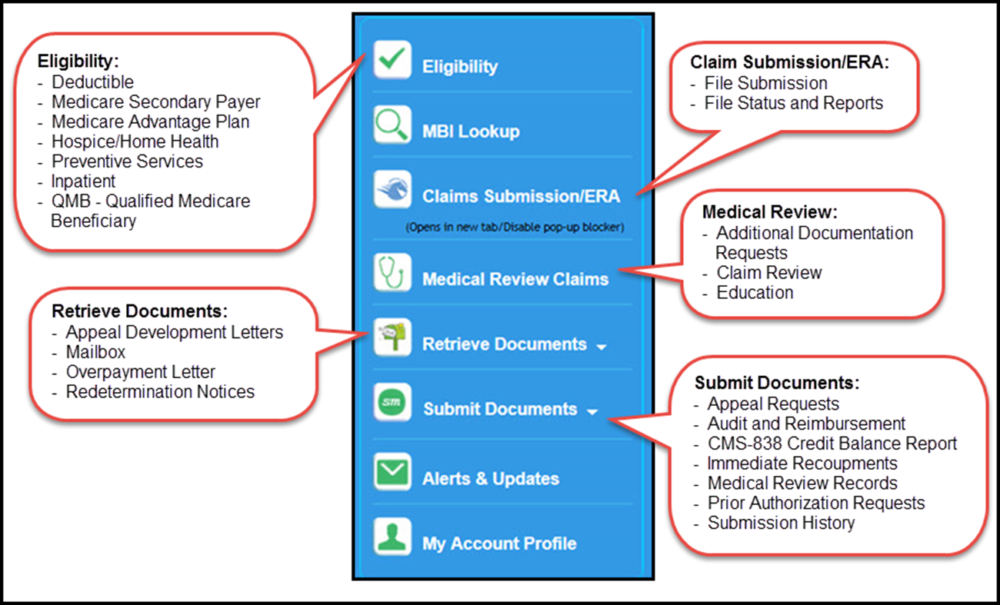 Eligibility:
- Deductible
- Medicare Secondary Payer
- Medicare Advantage Plan
- Hospice/Home Health
- Preventive Services
- Inpatient
- QMB - Qualified Medicare
Beneficiary
Retrieve Documents:
- Appeal Development Letters
- Mailbox
- Overpayment Letter
- Redetermination Notices
Eligibility
MBI Lookup
Claims Submission/ERA
(Opens in new tab/Disable pop-up blocker)
Medical Review Claims
Retrieve Documents
sm
Submit Documents
Alerts & Updates
My Account Profile
Claim Submission/ERA:
- File Submission
- File Status and Reports
Medical Review:
- Additional Documentation
Requests
- Claim Review
- Education
Submit Documents:
- Appeal Requests
- Audit and Reimbursement
- CMS-838 Credit Balance Report
- Immediate Recoupments
- Medical Review Records
- Prior Authorization Requests
- Submission History